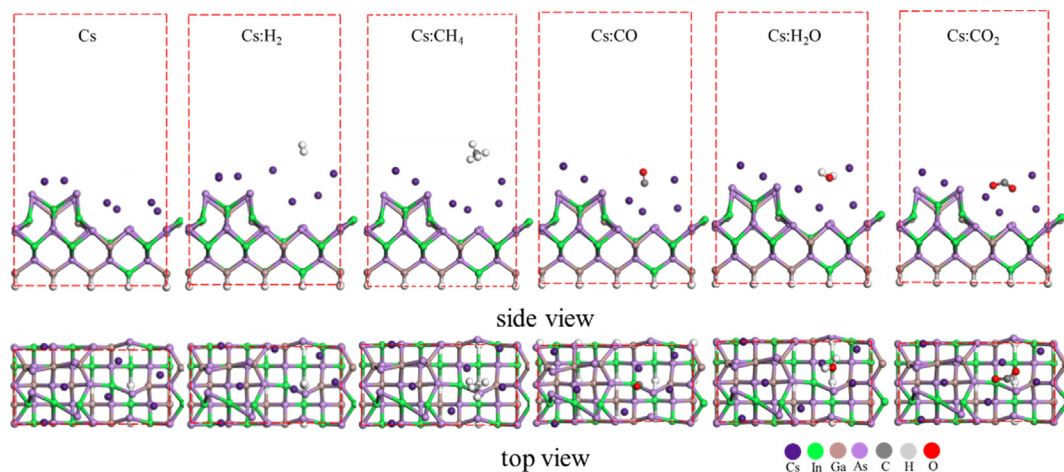 Cs
Cs:H₂
Cs:CH₄
Cs:CO
Cs:H₂O
Cs:CO₂
side view
top view
Cs In Ga As C H O